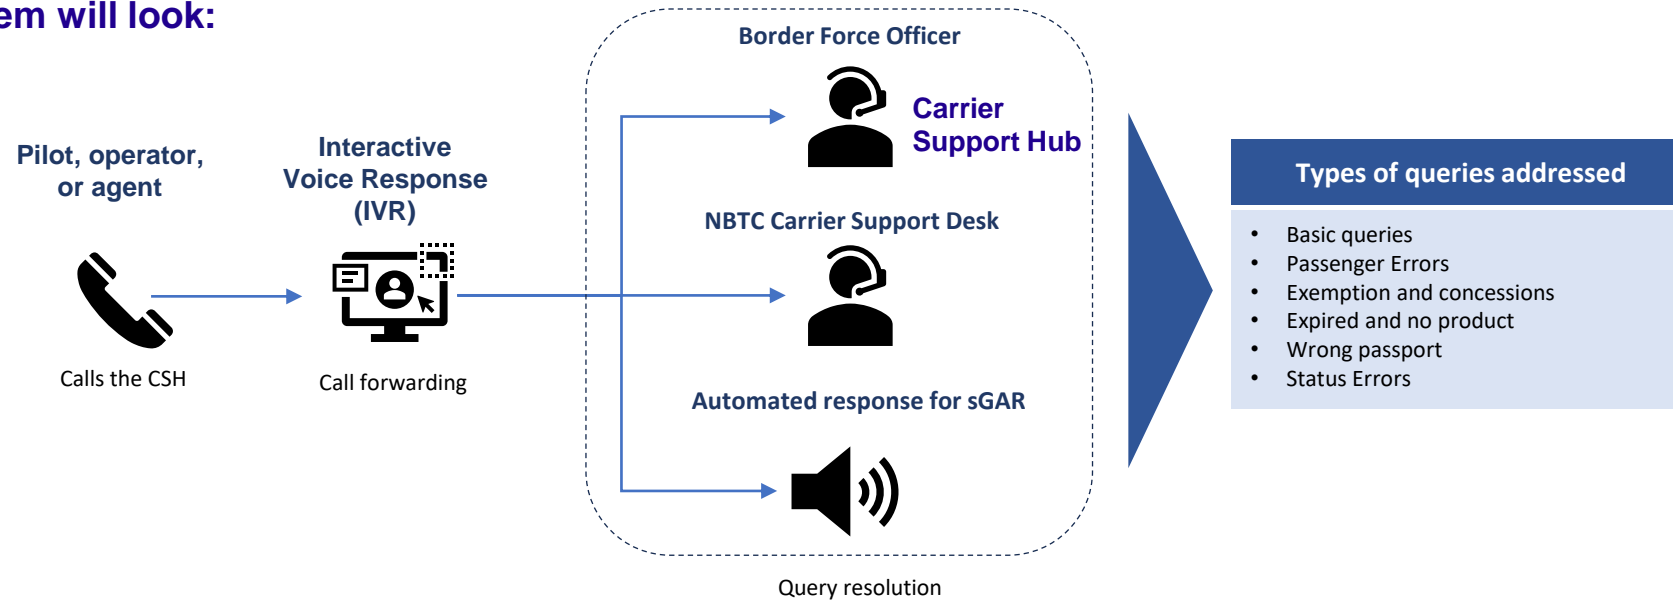 em will look:
Pilot, operator,
or agent
Calls the CSH
Interactive
Voice Response
(IVR)
Call forwarding
Border Force Officer
Carrier
Support Hub
NBTC Carrier Support Desk
Automated response for sGAR
Query resolution
Types of queries addressed
• Basic queries
• Passenger Errors
• Exemption and concessions
• Expired and no product
• Wrong passport
• Status Errors